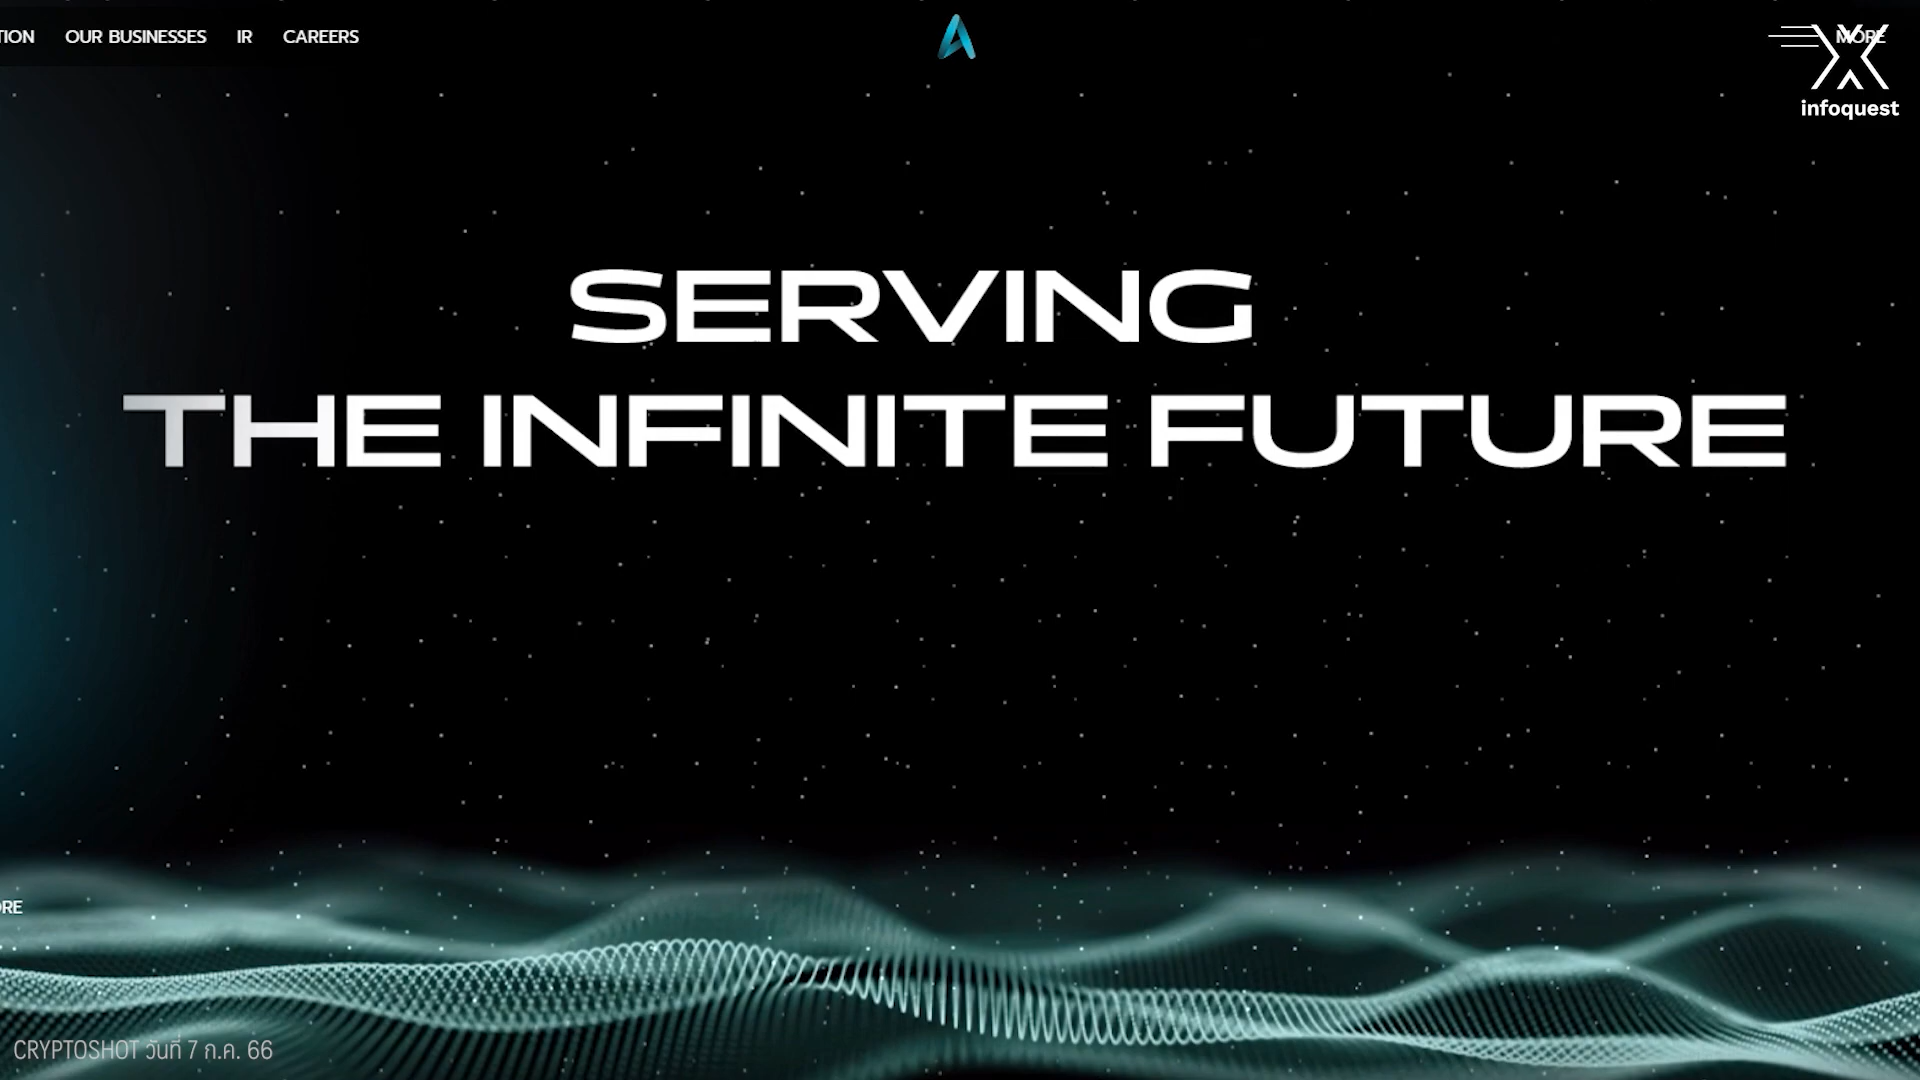 TION OUR BUSINESSES IR CAREERS
MORE
infoquest
SERVING
THE INFINITE FUTURE
ORE
CRYPTOSHOT วันที่ 7 ก.ค. 66